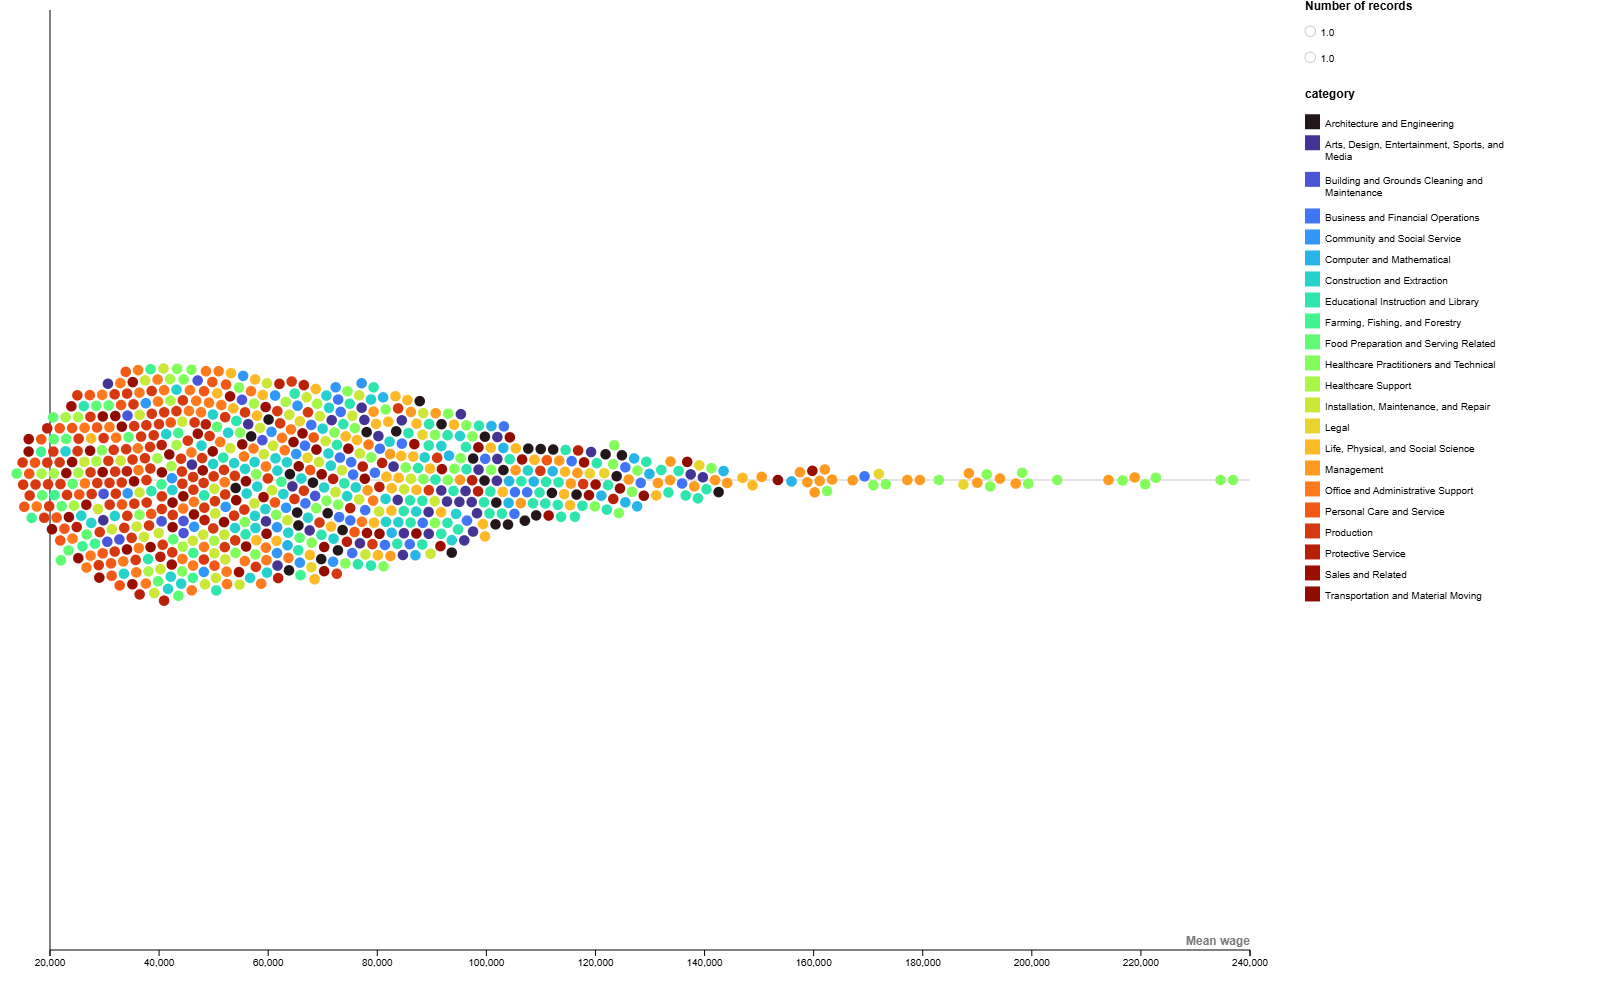 Number of records
1.0
1.0
category
Architecture and Engineering
Arts, Design, Entertainment, Sports, and
Media
Building and Grounds Cleaning and
Maintenance
Business and Financial Operations
Community and Social Service
Computer and Mathematical
Construction and Extraction
Educational Instruction and Library
Farming, Fishing, and Forestry
Food Preparation and Serving Related
Healthcare Practitioners and Technical
Healthcare Support
Installation, Maintenance, and Repair
Legal
Life, Physical, and Social Science
Management
Office and Administrative Support
Personal Care and Service
Production
Protective Service
Sales and Related
Transportation and Material Moving
Mean wage
20,000 40,000 60,000 80,000 100,000 120,000 140,000 160,000 180,000 200,000 220,000 240,000